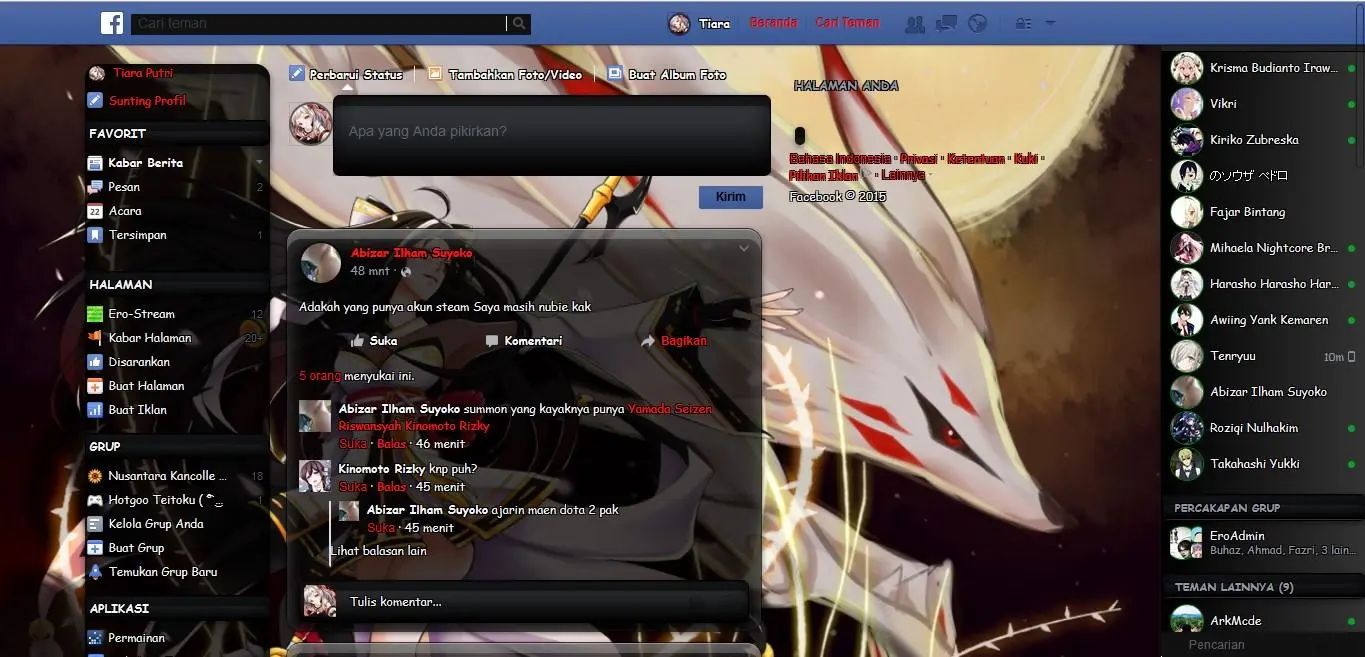 Cari teman
Tiara
Beranda
Cari Teman
Tiara Putri
Sunting Profil
FAVORIT
Kabar Berita
Pesan 2
Acara
Tersimpan 1
HALAMAN
Ero-Stream 12
Kabar Halaman 20+
Disarankan
Buat Halaman
Buat Iklan
GRUP
Nusantara Kancolle ... 18
Hotgoo Teitoku ( 1
Kelola Grup Anda
Buat Grup
Temukan Grup Baru
APLIKASI
Permainan
Perbarui Status
Tambahkan Foto/Video
Buat Album Foto
Apa yang Anda pikirkan?
Kirim
Abizar Ilham Suyoko
48 mnt ·
Adakah yang punya akun steam Saya masih nubie kak
Suka Komentari Bagikan
5 orang menyukai ini.
Abizar Ilham Suyoko summon yang kayaknya punya Yamada Seizen
Riswansyah Kinomoto Rizky
Suka · Balas · 46 menit
Kinomoto Rizky knp puh?
Suka · Balas · 45 menit
Abizar Ilham Suyoko ajarin maen dota 2 pak
Suka · 45 menit
Lihat balasan lain
Tulis komentar...
HALAMAN ANDA
Bahasa Indonesia · Privasi · Ketentuan · Kuki ·
Pilihan Iklan · Lainnya
Facebook © 2015
Krisma Budianto Iraw...
Vikri
Kiriko Zubreska
のソウザ ペドロ
Fajar Bintang
Mihaela Nightcore Br...
Harasho Harasho Har...
Awiing Yank Kemaren
Tenryuu 10m
Abizar Ilham Suyoko
Roziqi Nulhakim
Takahashi Yukki
PERCAKAPAN GRUP
EroAdmin
Buhaz, Ahmad, Fazri, 3 lain...
TEMAN LAINNYA (9)
ArkMcde
Pencarian